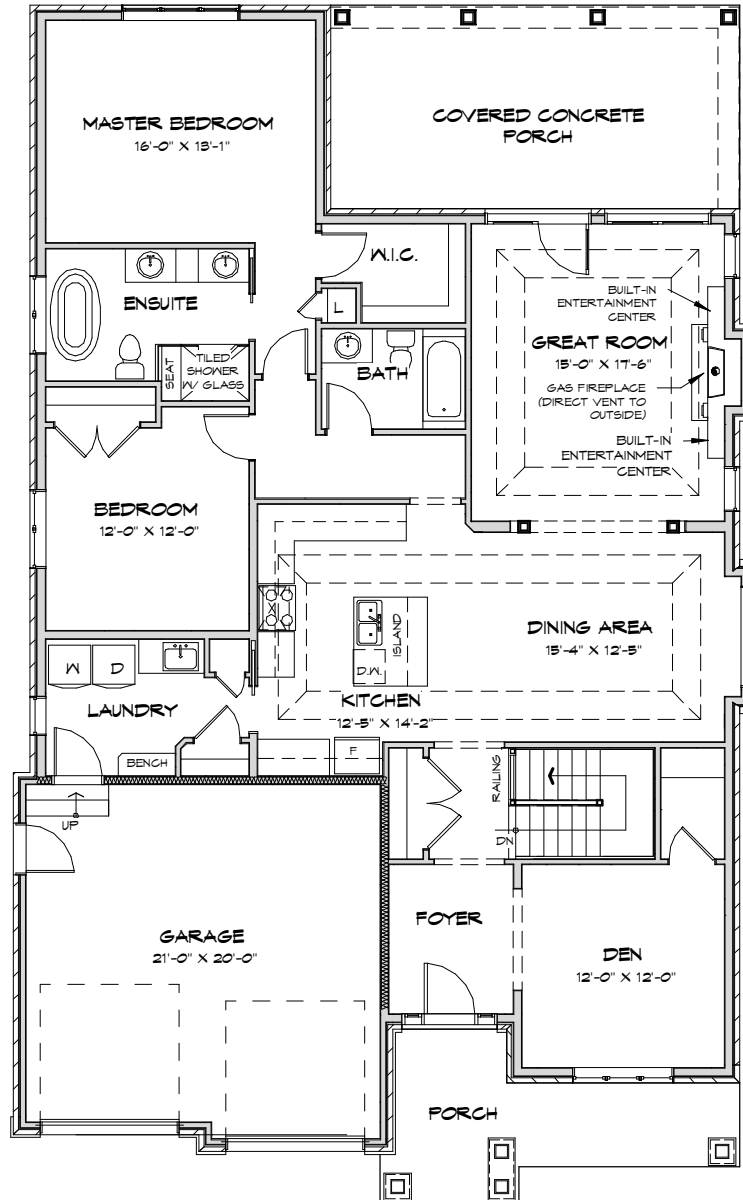 COVERED CONCRETE
PORCH
MASTER BEDROOM
16'-0" X 13'-1"
W.I.C.
ENSUITE
L
BUILT-IN
ENTERTAINMENT
CENTER
GREAT ROOM
15'-0" X 17'-6"
SEAT
TILED
SHOWER
W/ GLASS
BATH
GAS FIREPLACE
(DIRECT VENT TO
OUTSIDE)
BUILT-IN
ENTERTAINMENT
CENTER
BEDROOM
12'-0" X 12'-0"
ISLAND
DINING AREA
15'-4" X 12'-5"
W
D
D.W.
KITCHEN
12'-5" X 14'-2"
LAUNDRY
BENCH
F
RAILING
UP
DN
FOYER
GARAGE
21'-0" X 20'-0"
DEN
12'-0" X 12'-0"
PORCH